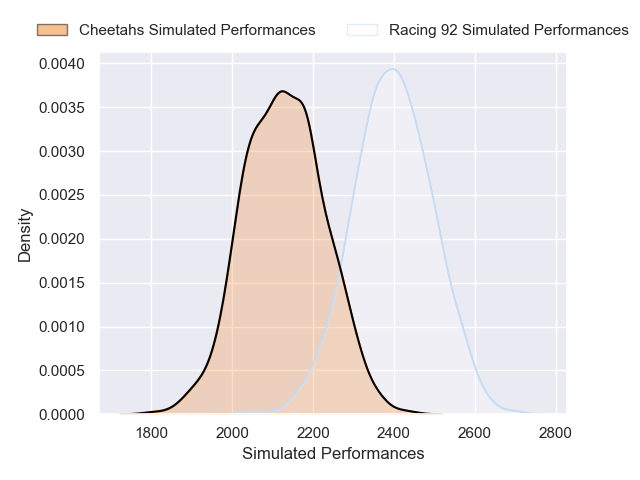 Cheetahs Simulated Performances
Racing 92 Simulated Performances
0.0040
0.0035
0.0030
0.0025
0.0020
0.0015
0.0010
0.0005
0.0000
Density
1800 2000 2200 2400 2600 2800
Simulated Performances